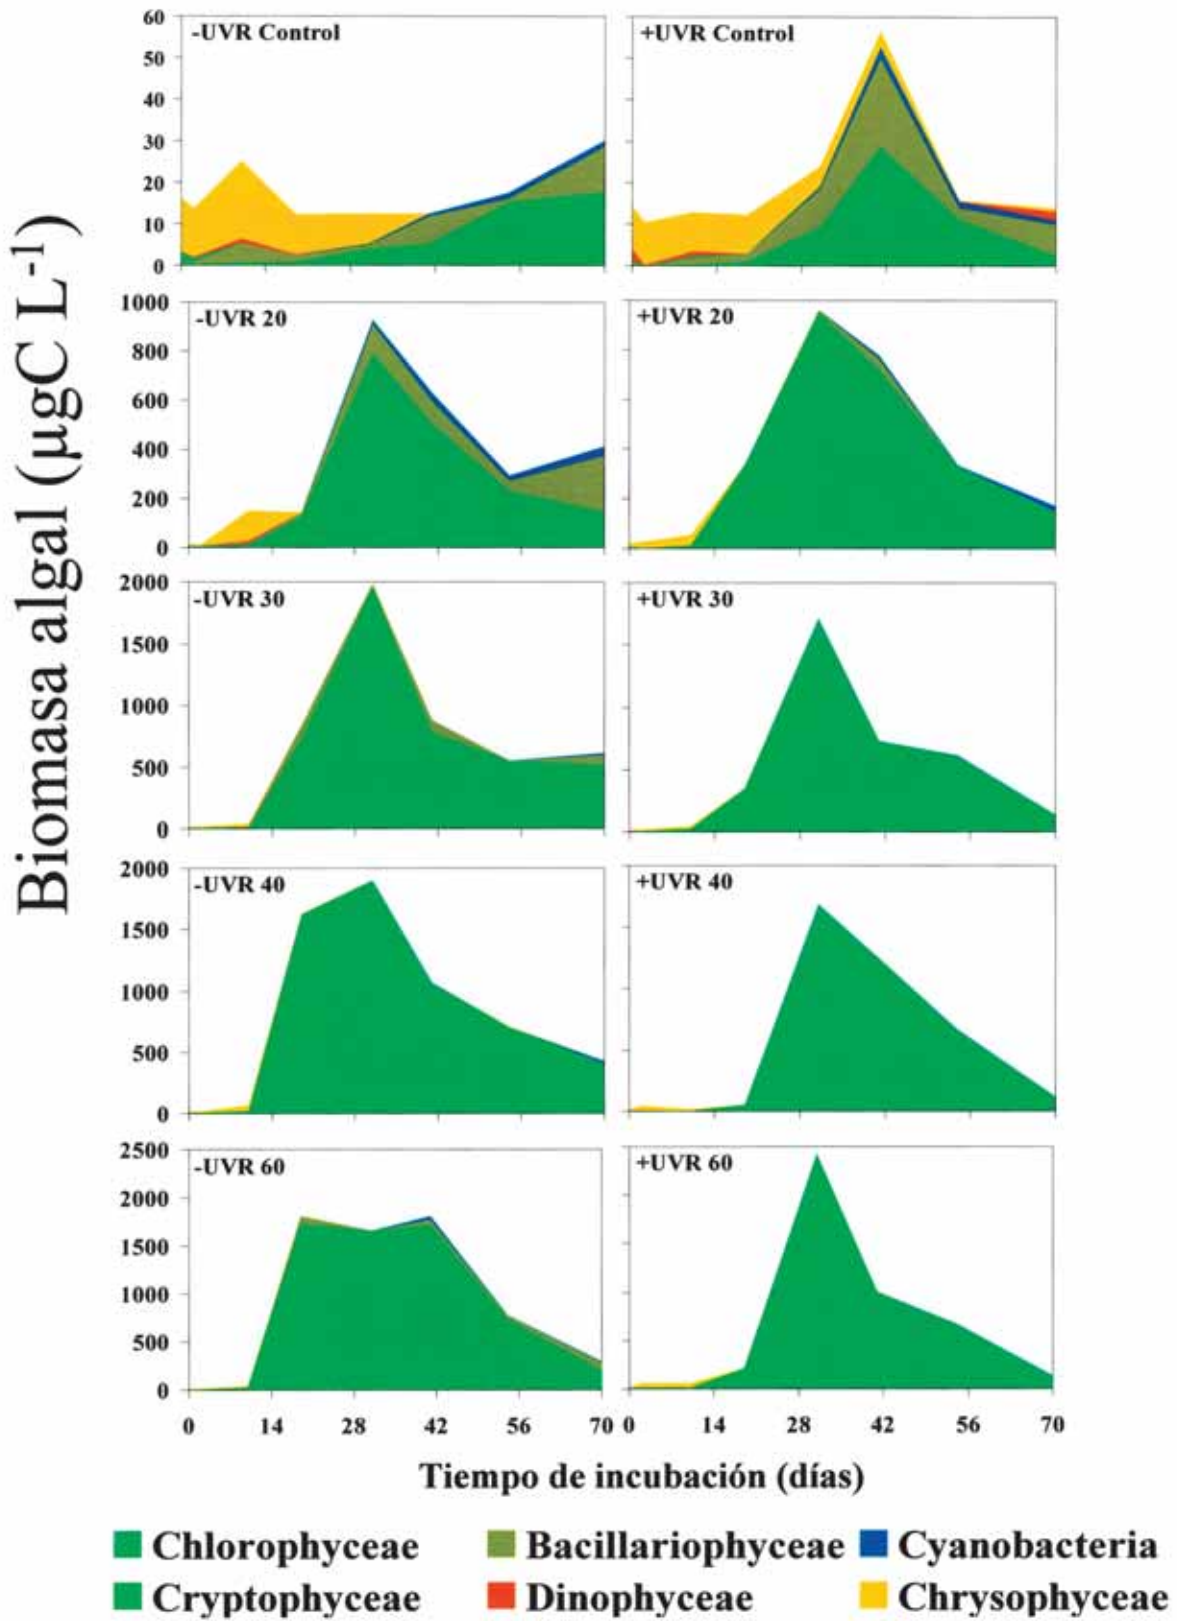 Biomasa algal (µgC L-1)
-UVR Control
+UVR Control
60
50
40
30
20
10
0
-UVR 20
+UVR 20
1000
800
600
400
200
0
-UVR 30
+UVR 30
2000
1500
1000
500
0
-UVR 40
+UVR 40
2000
1500
1000
500
0
-UVR 60
+UVR 60
2500
2000
1500
1000
500
0
0 14 28 42 56 70 0 14 28 42 56 70
Tiempo de incubación (días)
Chlorophyceae Bacillariophyceae Cyanobacteria
Cryptophyceae Dinophyceae Chrysophyceae